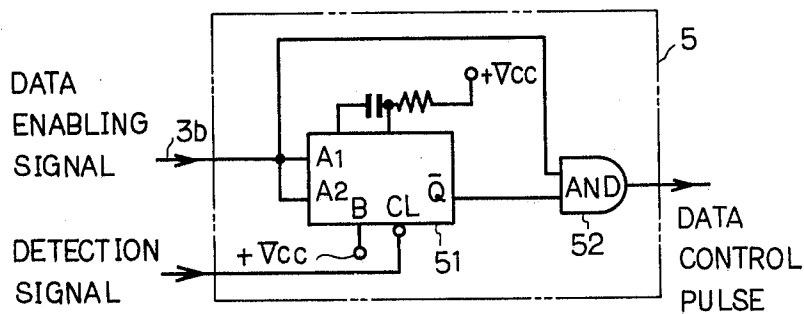 DATA
ENABLING
SIGNAL
3b
5
+Vcc
A1
A2
B
CL
Q̅
51
+Vcc
AND
52
DETECTION
SIGNAL
DATA
CONTROL
PULSE